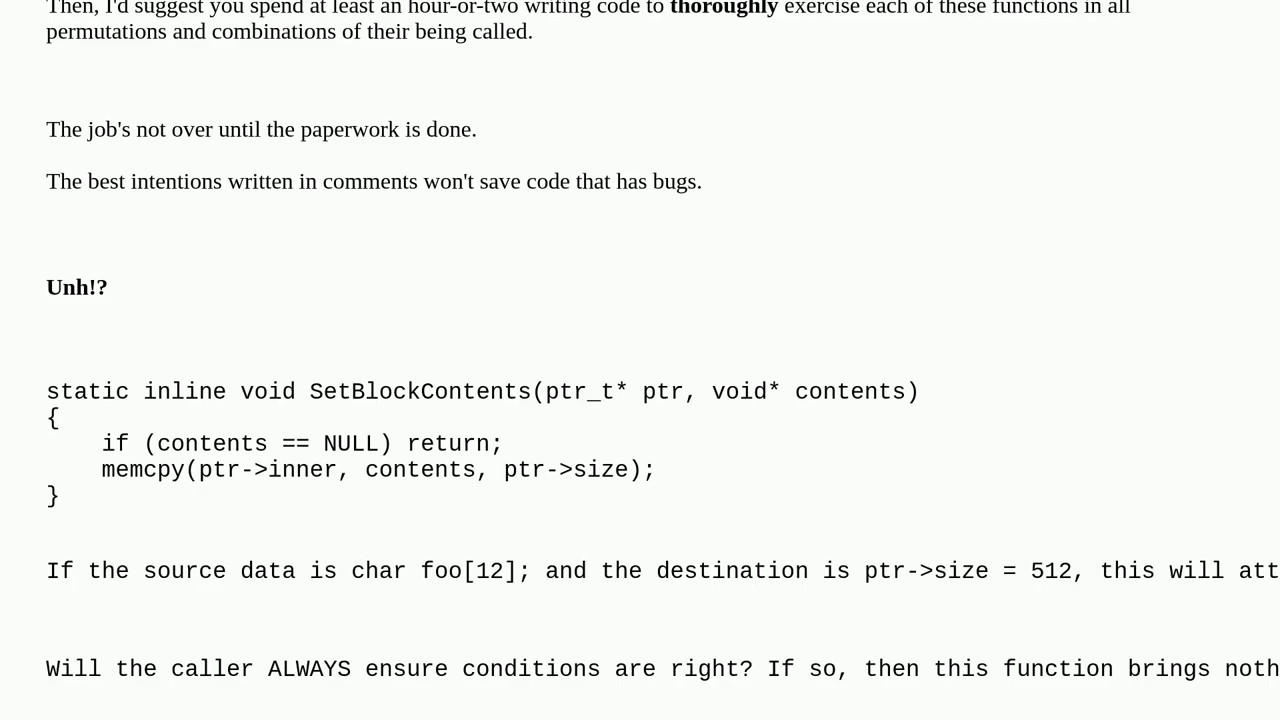 Then, I'd suggest you spend at least an hour-or-two writing code to thoroughly exercise each of these functions in all
permutations and combinations of their being called.
The job's not over until the paperwork is done.
The best intentions written in comments won't save code that has bugs.
Unh!?
static inline void SetBlockContents(ptr_t* ptr, void* contents)
{
    if (contents == NULL) return;
    memcpy(ptr->inner, contents, ptr->size);
}
If the source data is char foo[12]; and the destination is ptr->size = 512, this will
Will the caller ALWAYS ensure conditions are right? If so, then this function brings